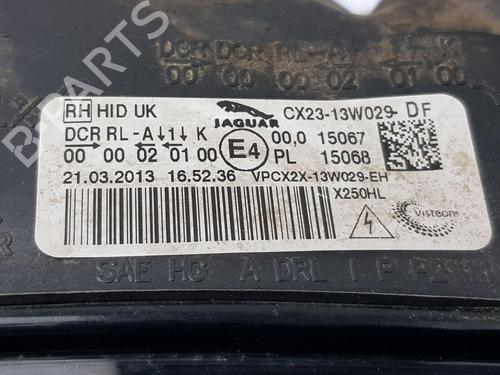 DCR DCR RL-A ↓1↓ K
00 00 00 02 01 00
RH HID UK
JAGUAR
CX23-13W029- DF
DCR RL-A↓1↓ K
E4
00,0 15067
00 00 02 01 00
PL 15068
21.03.2013 16.52.36
VPCX2X-13W029-EH
X250HL
Visteon
SAE HG A DRL I P